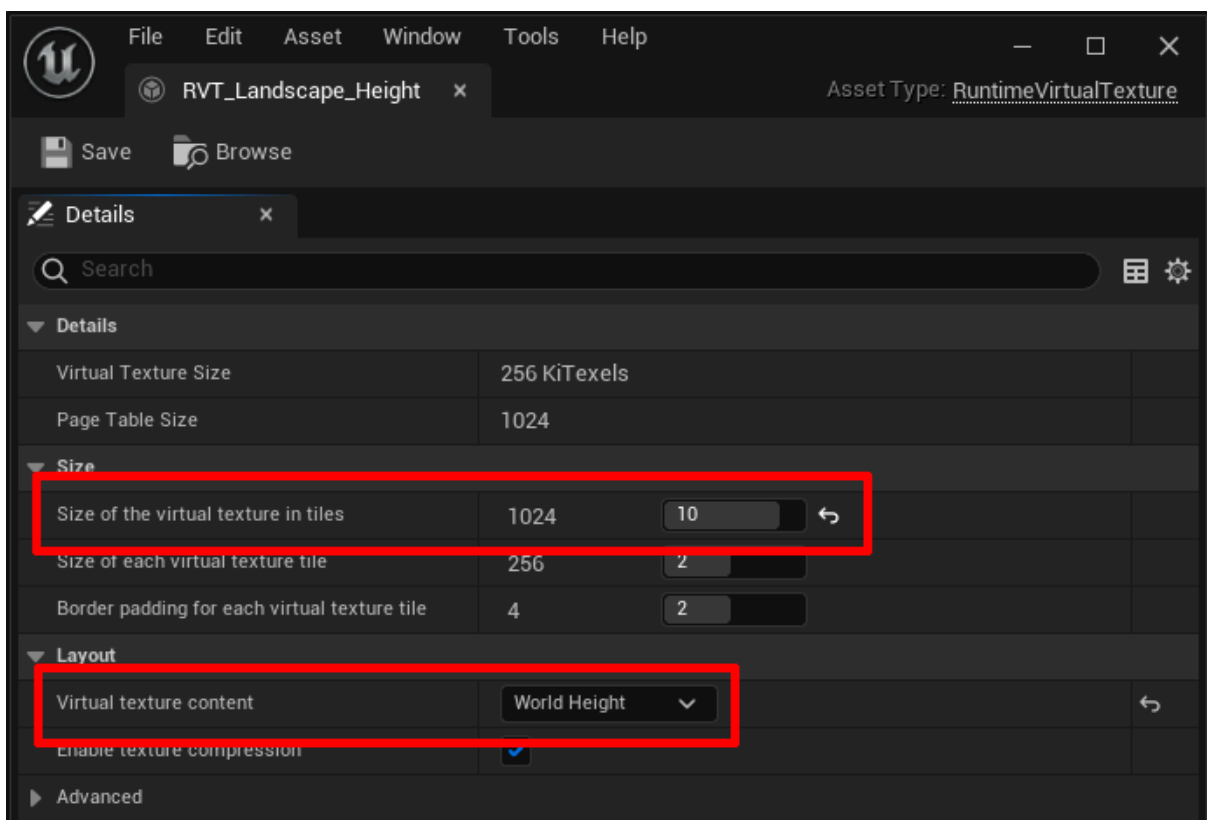 File Edit Asset Window Tools Help
RVT_Landscape_Height
Asset Type: RuntimeVirtualTexture
Save Browse
Details
Search
Details
Virtual Texture Size 256 KiTexels
Page Table Size 1024
Size
Size of the virtual texture in tiles 1024 10
Size of each virtual texture tile 256 2
Border padding for each virtual texture tile 4 2
Layout
Virtual texture content World Height
Enable texture compression
Advanced